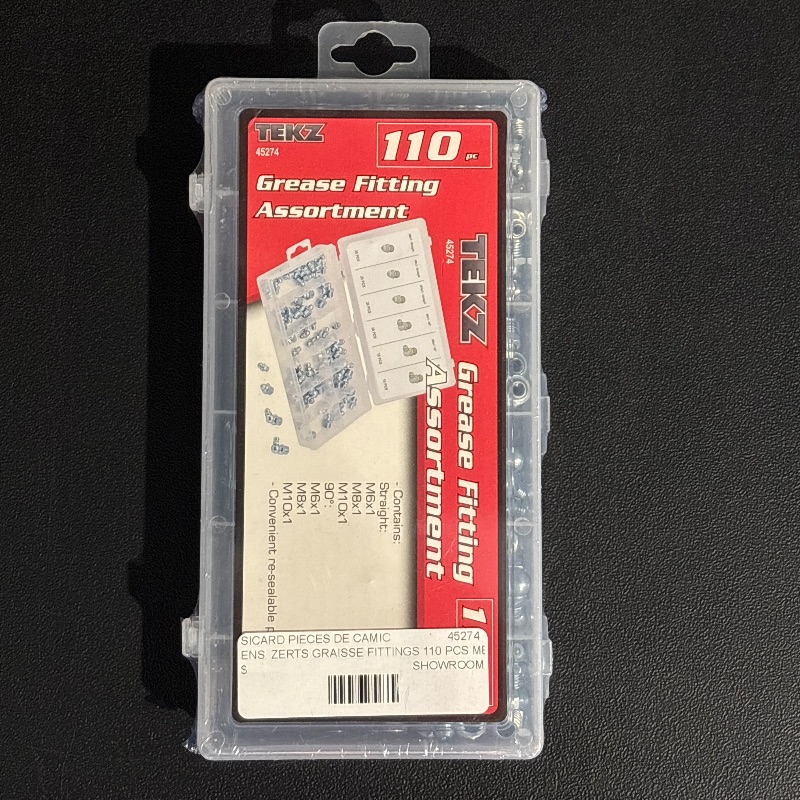 TEKZ
45274
110 pc
Grease Fitting
Assortment
45274
TEKZ
Grease Fitting
Assortment
1
- Contains:
Straight:
M6x1
M8x1
M10x1
90°:
M6x1
M8x1
M10x1
- Convenient re-sealable
SICARD PIECES DE CAMIC 45274
ENS. ZERTS GRAISSE FITTINGS 110 PCS ME
$ SHOWROOM